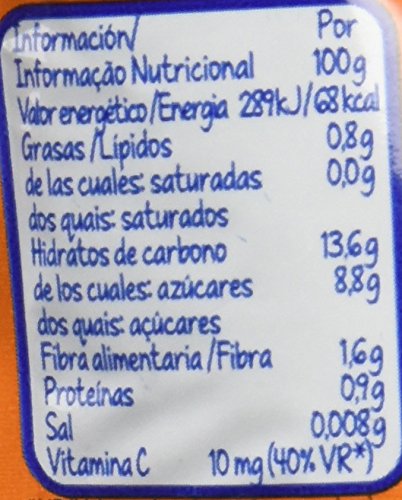 Información/ Por
Informação Nutricional 100g
Valor energético/Energia 289kJ/68kcal
Grasas/Lípidos 0,8g
de las cuales: saturadas 0,0g
dos quais: saturados
Hidratos de carbono 13,6g
de los cuales: azúcares 8,8g
dos quais: açúcares
Fibra alimentaria/Fibra 1,6g
Proteínas 0,9g
Sal 0,008g
Vitamina C 10 mg (40% VR*)